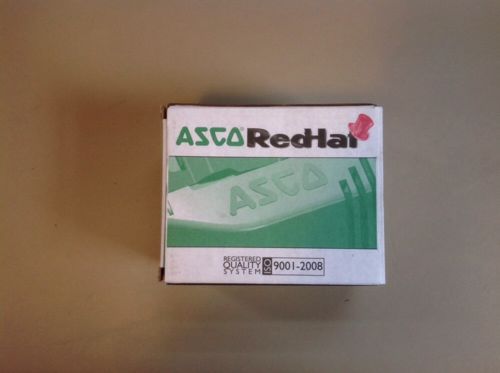 ASCO® RedHat
ASCO
REGISTERED
QUALITY
SYSTEM
ISO 9001-2008